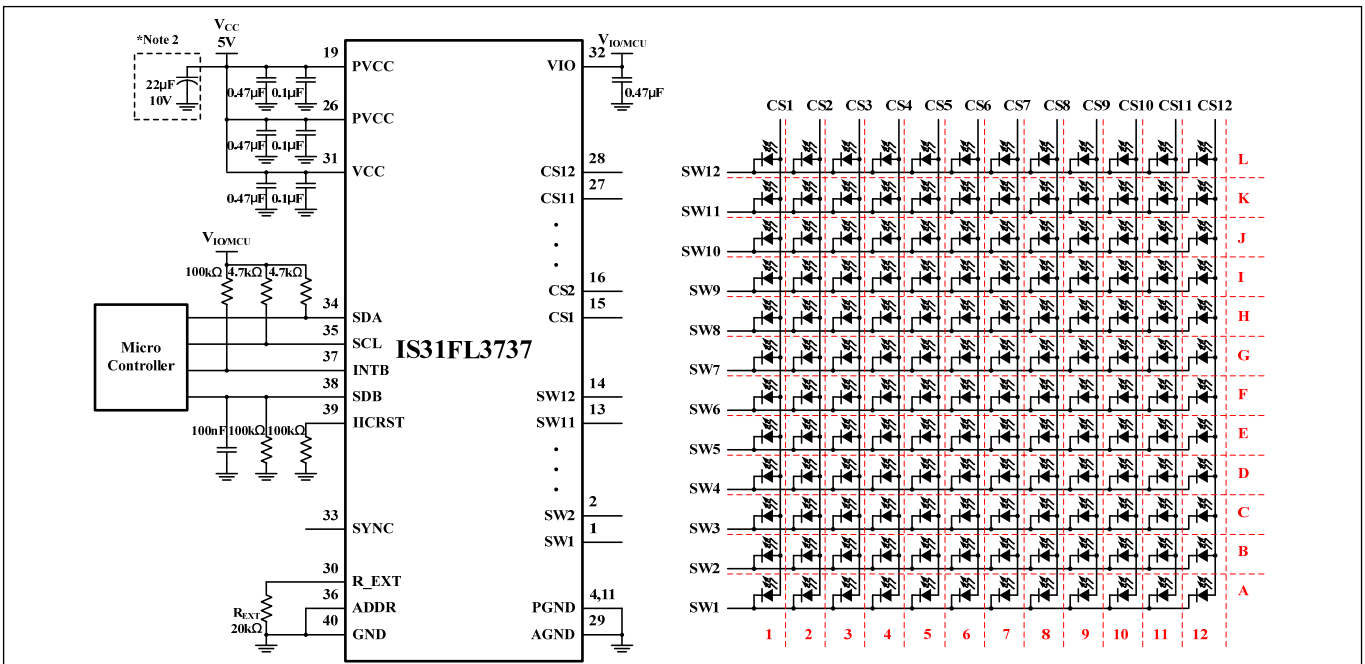 *Note 2
22μF
10V
VCC
5V
0.47μF 0.1μF
0.47μF 0.1μF
0.47μF 0.1μF
19
PVCC
26
PVCC
31
VCC
VIO/MCU
100kΩ 4.7kΩ 4.7kΩ
Micro
Controller
34
SDA
35
SCL
37
INTB
38
SDB
39
IICRST
100nF 100kΩ 100kΩ
33
SYNC
30
R_EXT
36
ADDR
40
GND
REXT
20kΩ
IS31FL3737
VIO/MCU
32
VIO
0.47μF
28
CS12
27
CS11
16
CS2
15
CS1
14
SW12
13
SW11
2
SW2
1
SW1
4,11
PGND
29
AGND
CS1 CS2 CS3 CS4 CS5 CS6 CS7 CS8 CS9 CS10 CS11 CS12
SW12 L
SW11 K
SW10 J
SW9 I
SW8 H
SW7 G
SW6 F
SW5 E
SW4 D
SW3 C
SW2 B
SW1 A
1 2 3 4 5 6 7 8 9 10 11 12